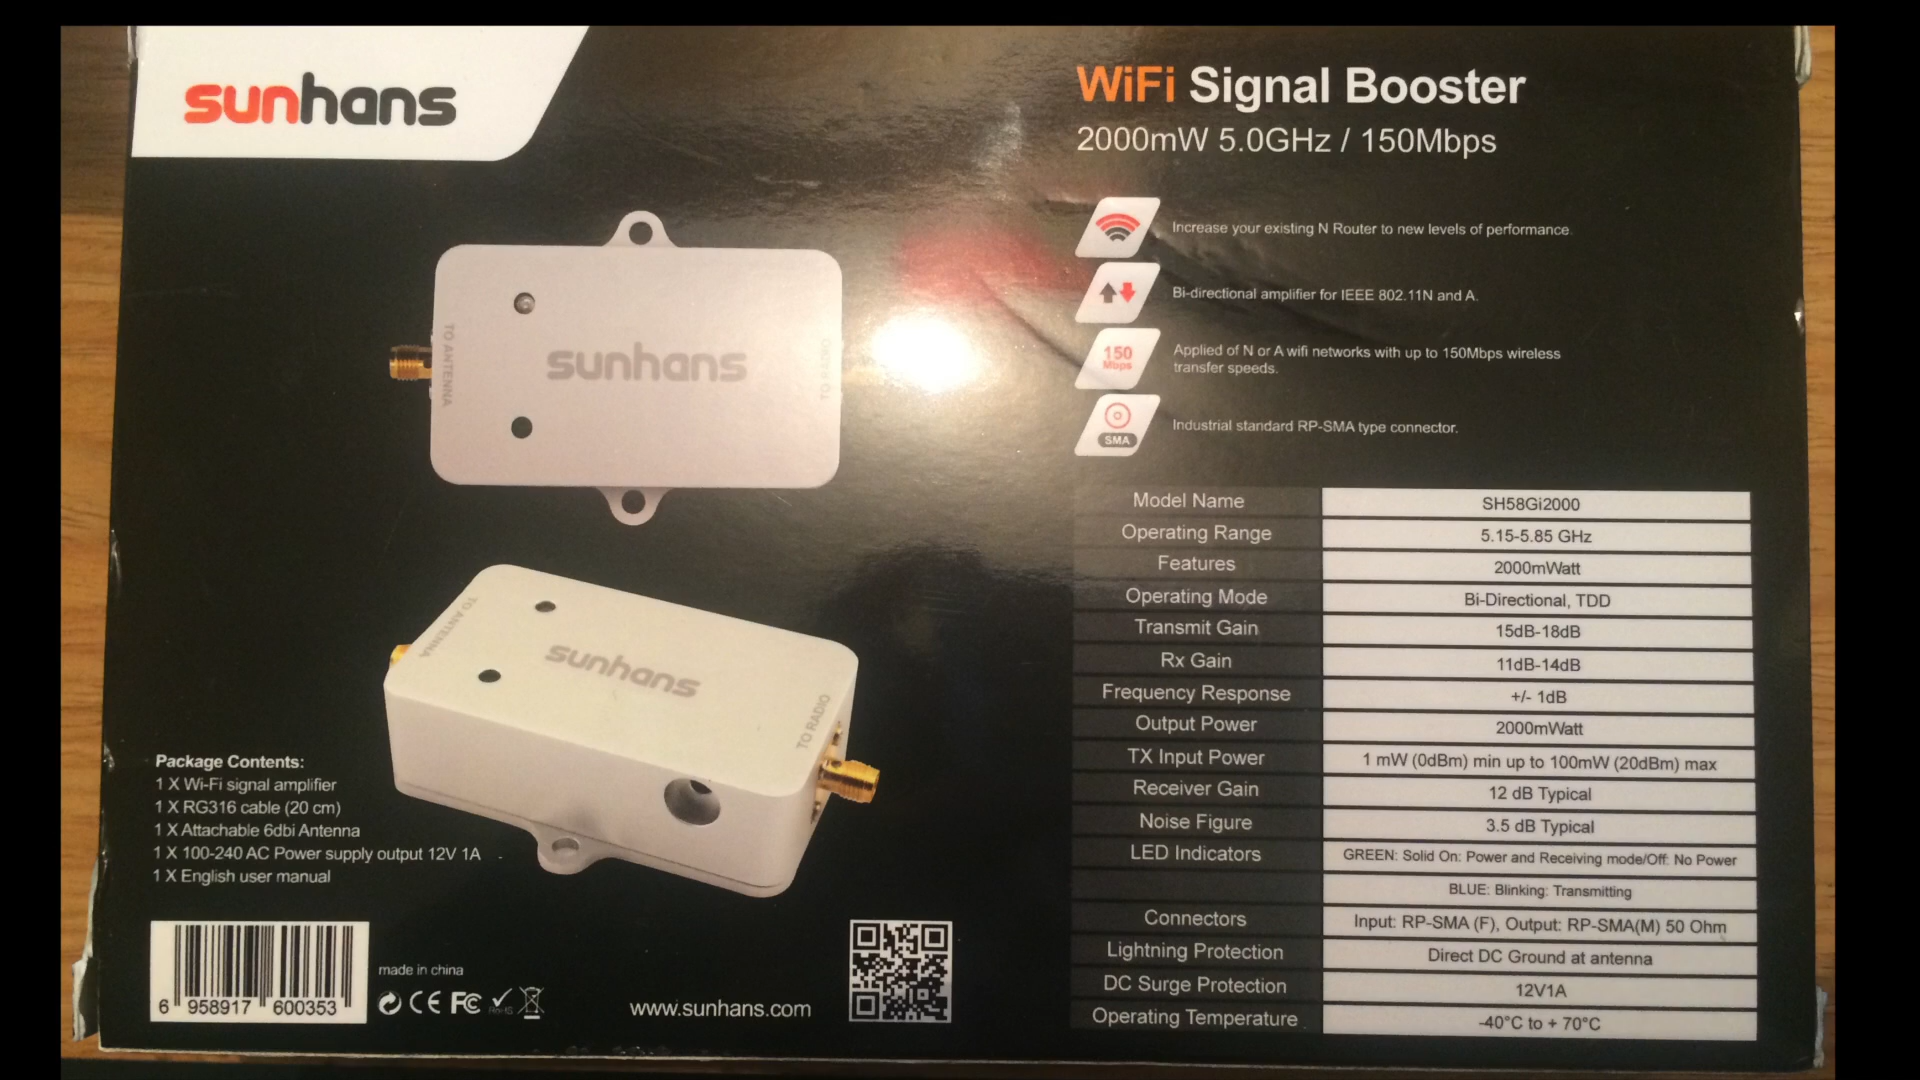 sunhans
WiFi Signal Booster
2000mW 5.0GHz / 150Mbps
Increase your existing N Router to new levels of performance.
Bi-directional amplifier for IEEE 802.11N and A.
150
Mbps
Applied of N or A wifi networks with up to 150Mbps wireless
transfer speeds.
SMA
Industrial standard RP-SMA type connector.
TO ANTENNA
sunhans
TO RADIO
TO ANTENNA
sunhans
TO RADIO
Model Name SH58Gi2000
Operating Range 5.15-5.85 GHz
Features 2000mWatt
Operating Mode Bi-Directional, TDD
Transmit Gain 15dB-18dB
Rx Gain 11dB-14dB
Frequency Response +/- 1dB
Output Power 2000mWatt
TX Input Power 1 mW (0dBm) min up to 100mW (20dBm) max
Receiver Gain 12 dB Typical
Noise Figure 3.5 dB Typical
LED Indicators GREEN: Solid On: Power and Receiving mode/Off: No Power
BLUE: Blinking: Transmitting
Connectors Input: RP-SMA (F), Output: RP-SMA(M) 50 Ohm
Lightning Protection Direct DC Ground at antenna
DC Surge Protection 12V1A
Operating Temperature -40°C to + 70°C
Package Contents:
1 X Wi-Fi signal amplifier
1 X RG316 cable (20 cm)
1 X Attachable 6dbi Antenna
1 X 100-240 AC Power supply output 12V 1A
1 X English user manual
6 958917 600353
made in china
CE FC RoHS
www.sunhans.com